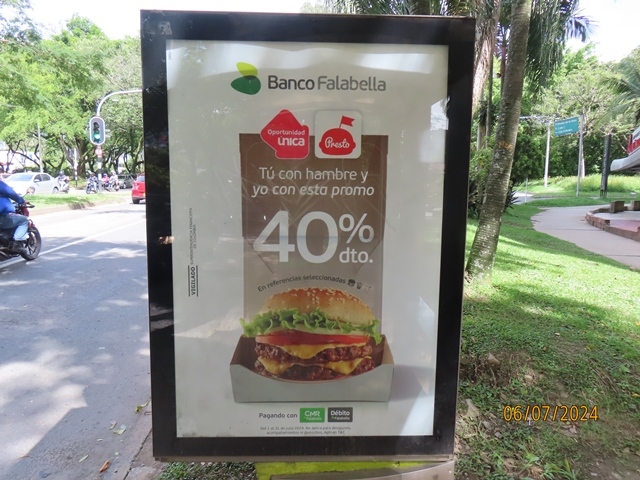 Banco Falabella
Oportunidad
única
Presto
Tú con hambre y
yo con esta promo
40%
dto.
En referencias seleccionadas
Pagando con
CMR
Débito
VIGILADO
06/07/2024